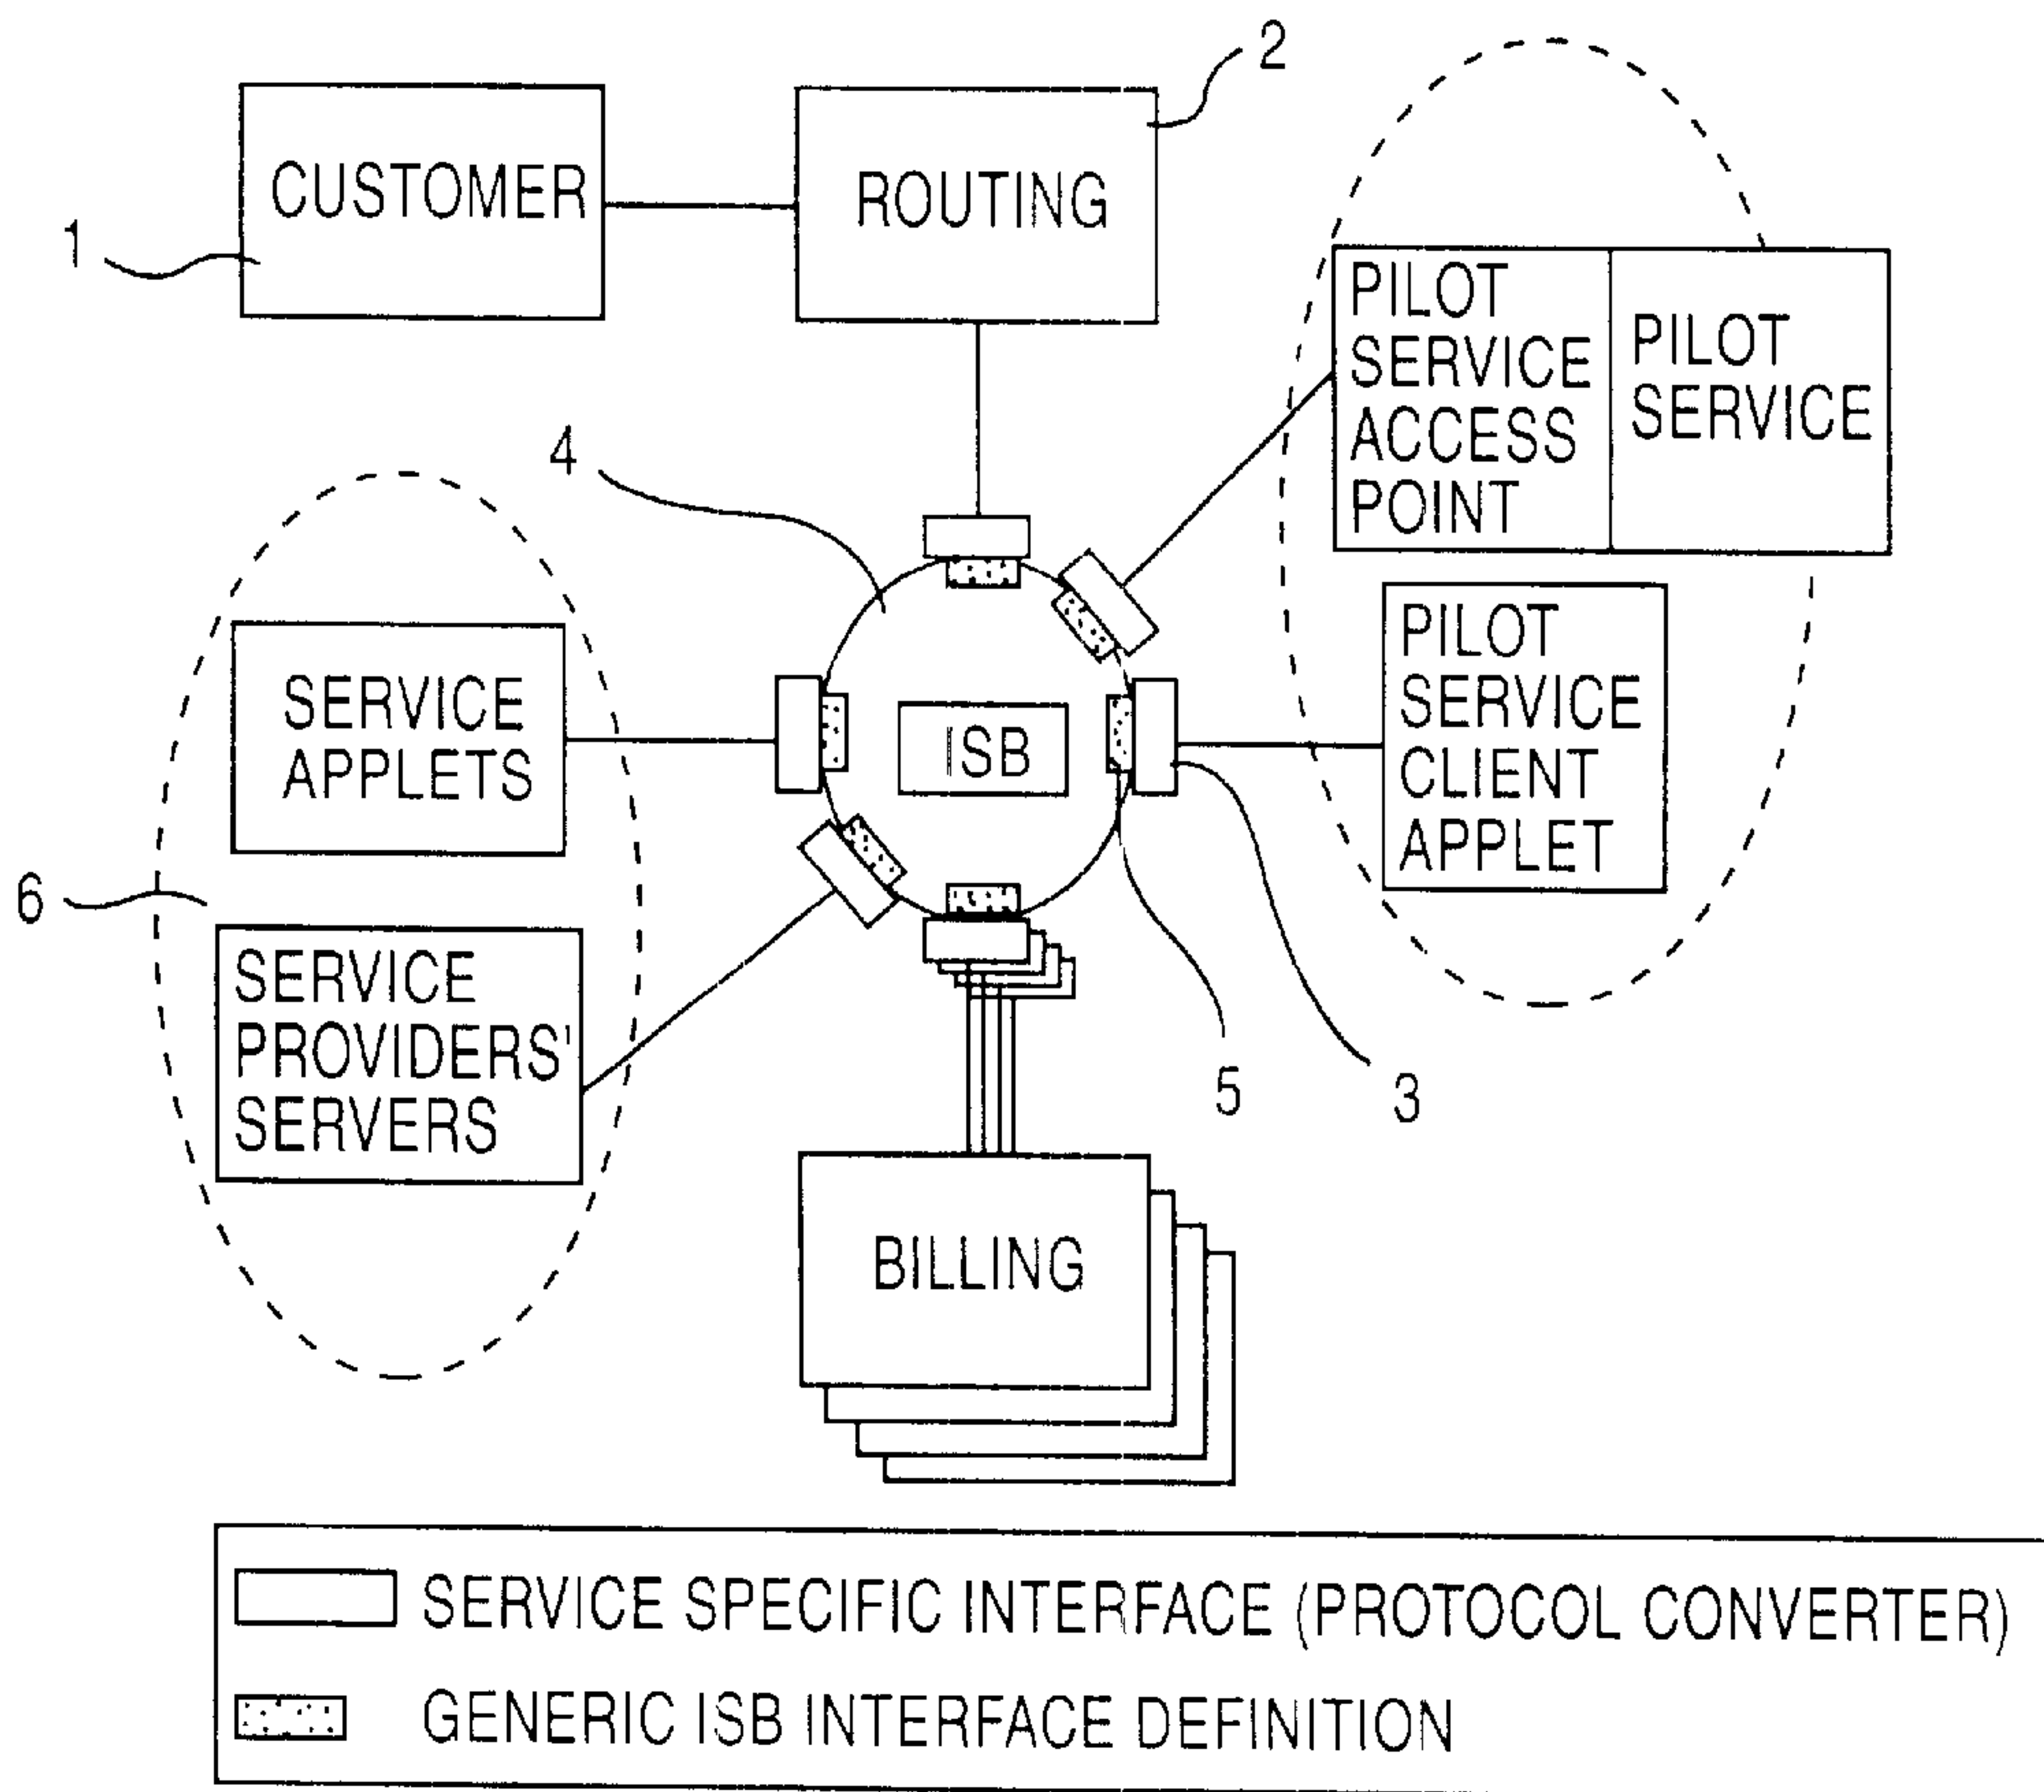 2
CUSTOMER
ROUTING
1
PILOT
SERVICE
ACCESS
POINT
PILOT
SERVICE
4
SERVICE
APPLETS
ISB
PILOT
SERVICE
CLIENT
APPLET
6
SERVICE
PROVIDERS'
SERVERS
5
3
BILLING
SERVICE SPECIFIC INTERFACE (PROTOCOL CONVERTER)
GENERIC ISB INTERFACE DEFINITION